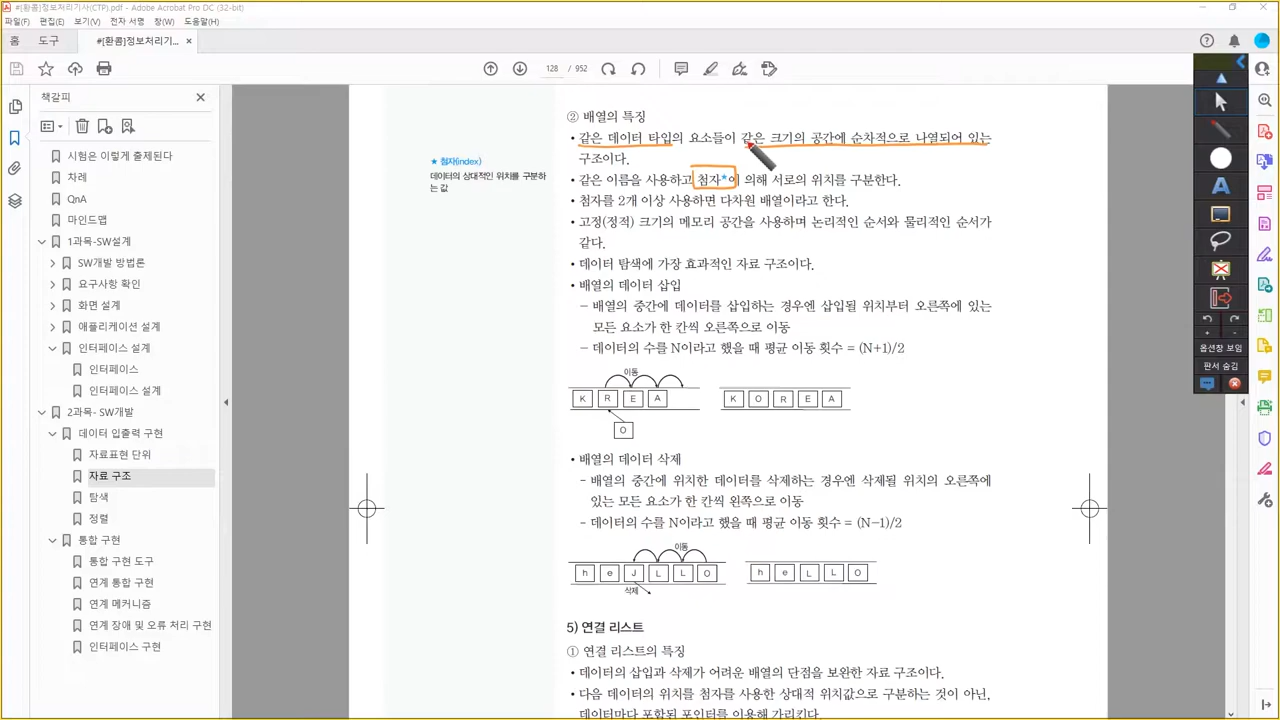 #[환콤]정보처리기사(CTP).pdf - Adobe Acrobat Pro DC (32-bit)
파일(F) 편집(E) 보기(V) 전자 서명 창(W) 도움말(H)
홈 도구 #[환콤]정보처리기... ×
128 / 952
책갈피
시험은 이렇게 출제된다
차례
QnA
마인드맵
1과목-SW설계
SW개발 방법론
요구사항 확인
화면 설계
애플리케이션 설계
인터페이스 설계
인터페이스
인터페이스 설계
2과목- SW개발
데이터 입출력 구현
자료표현 단위
자료 구조
탐색
정렬
통합 구현
통합 구현 도구
연계 통합 구현
연계 메커니즘
연계 장애 및 오류 처리 구현
인터페이스 구현
★ 첨자(index)
데이터의 상대적인 위치를 구분하
는 값
② 배열의 특징
• 같은 데이터 타입의 요소들이 같은 크기의 공간에 순차적으로 나열되어 있는
구조이다.
• 같은 이름을 사용하고 첨자*에 의해 서로의 위치를 구분한다.
• 첨자를 2개 이상 사용하면 다차원 배열이라고 한다.
• 고정(정적) 크기의 메모리 공간을 사용하며 논리적인 순서와 물리적인 순서가
같다.
• 데이터 탐색에 가장 효과적인 자료 구조이다.
• 배열의 데이터 삽입
– 배열의 중간에 데이터를 삽입하는 경우엔 삽입될 위치부터 오른쪽에 있는
모든 요소가 한 칸씩 오른쪽으로 이동
– 데이터의 수를 N이라고 했을 때 평균 이동 횟수 = (N+1)/2
이동
K R E A K O R E A
O
• 배열의 데이터 삭제
- 배열의 중간에 위치한 데이터를 삭제하는 경우엔 삭제될 위치의 오른쪽에
있는 모든 요소가 한 칸씩 왼쪽으로 이동
- 데이터의 수를 N이라고 했을 때 평균 이동 횟수 = (N−1)/2
이동
h e J L L O h e L L O
삭제
5) 연결 리스트
① 연결 리스트의 특징
• 데이터의 삽입과 삭제가 어려운 배열의 단점을 보완한 자료 구조이다.
• 다음 데이터의 위치를 첨자를 사용한 상대적 위치값으로 구분하는 것이 아닌,
데이터마다 포함된 포인터를 이용해 가리킨다.
A
옵션창 보임
판서 숨김